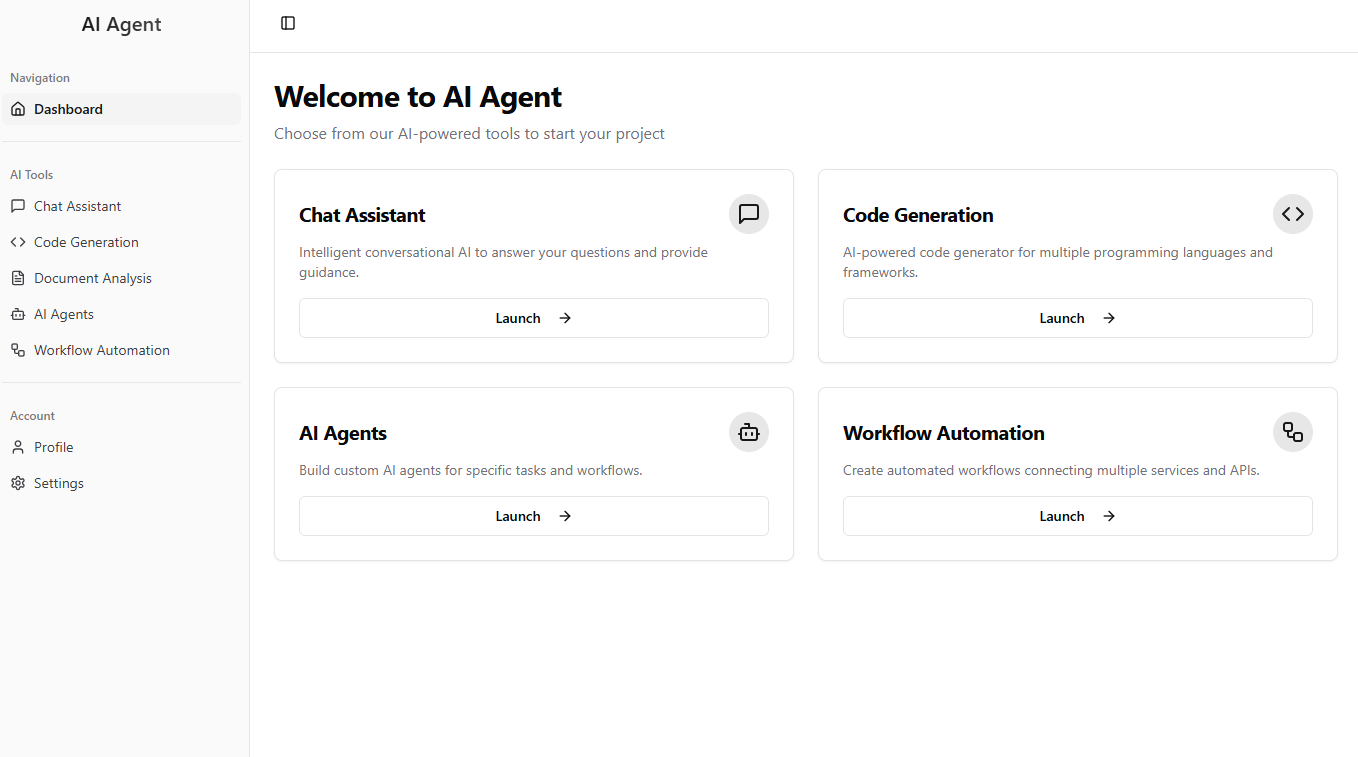 AI Agent
Navigation
Dashboard
AI Tools
Chat Assistant
Code Generation
Document Analysis
AI Agents
Workflow Automation
Account
Profile
Settings
Welcome to AI Agent
Choose from our AI-powered tools to start your project
Chat Assistant
Intelligent conversational AI to answer your questions and provide
guidance.
Launch
Code Generation
AI-powered code generator for multiple programming languages and
frameworks.
Launch
AI Agents
Build custom AI agents for specific tasks and workflows.
Launch
Workflow Automation
Create automated workflows connecting multiple services and APIs.
Launch